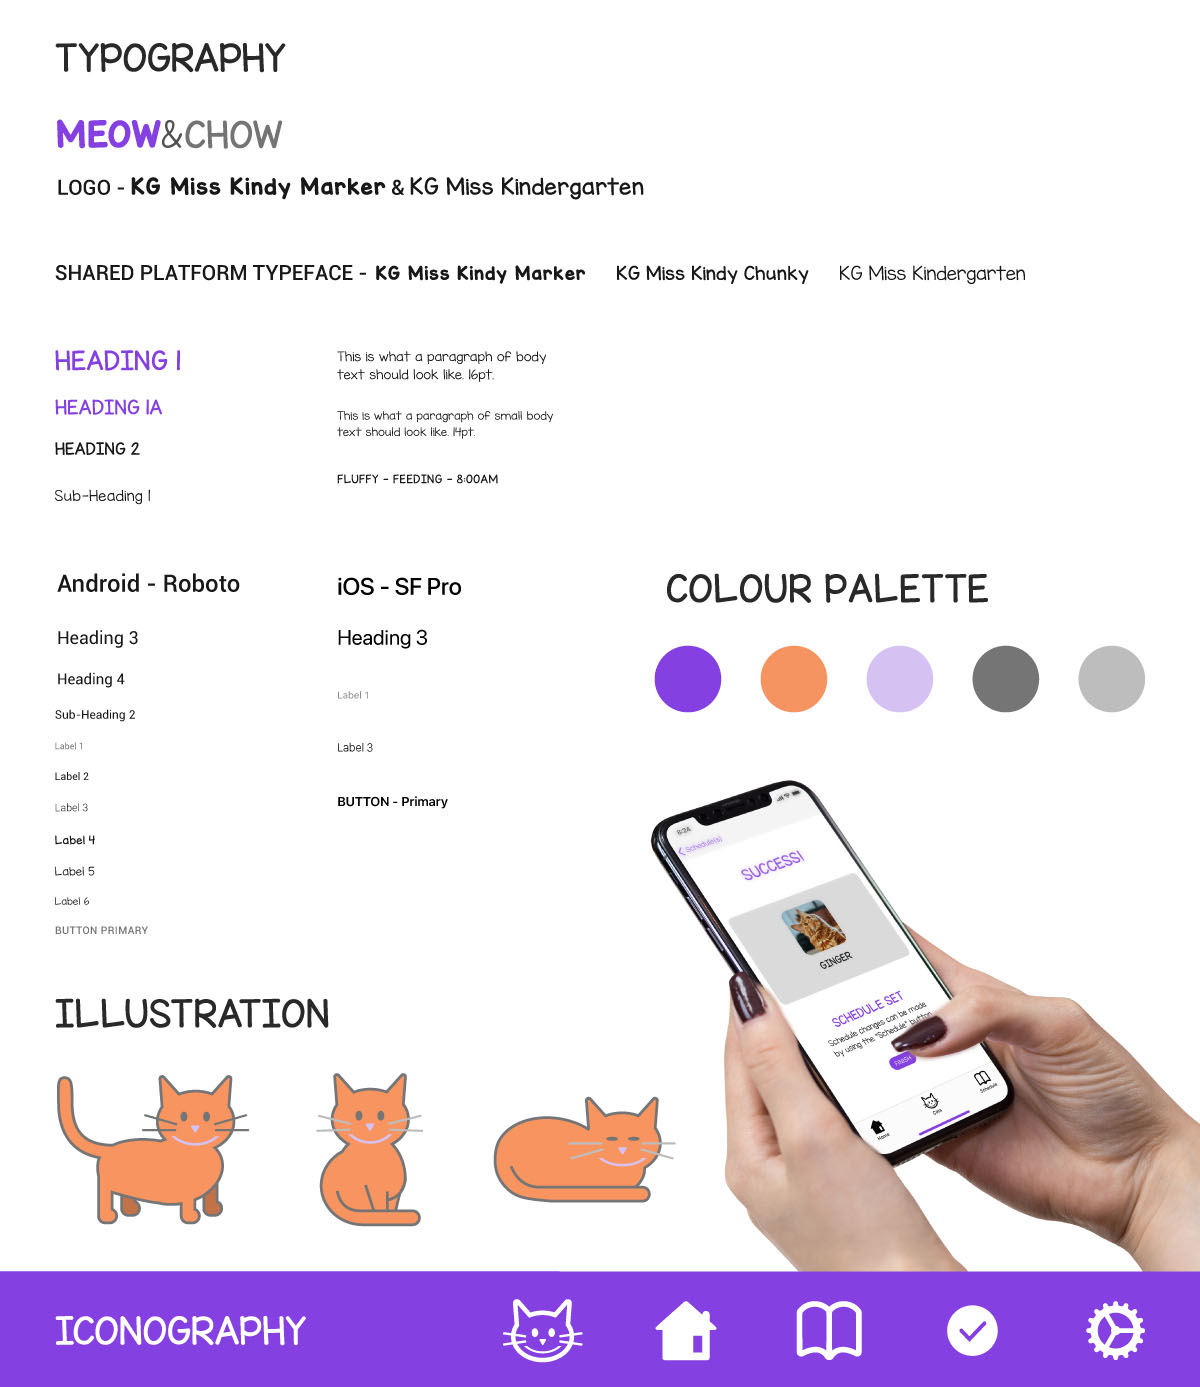 TYPOGRAPHY
MEOW&CHOW
LOGO - KG Miss Kindy Marker & KG Miss Kindergarten
SHARED PLATFORM TYPEFACE - KG Miss Kindy Marker KG Miss Kindy Chunky KG Miss Kindergarten
HEADING 1
HEADING 1A
HEADING 2
Sub-Heading 1
This is what a paragraph of body
text should look like. 16pt.
This is what a paragraph of small body
text should look like. 14pt.
FLUFFY - FEEDING - 8:00AM
Android - Roboto
Heading 3
Heading 4
Sub-Heading 2
Label 1
Label 2
Label 3
Label 4
Label 5
Label 6
BUTTON PRIMARY
iOS - SF Pro
Heading 3
Label 1
Label 3
BUTTON - Primary
COLOUR PALETTE
8:24
Schedule(s)
SUCCESS!
GINGER
SCHEDULE SET
Schedule changes can be made
by using the "Schedule" button
FINISH
Home
Cats
Schedule
ILLUSTRATION
ICONOGRAPHY